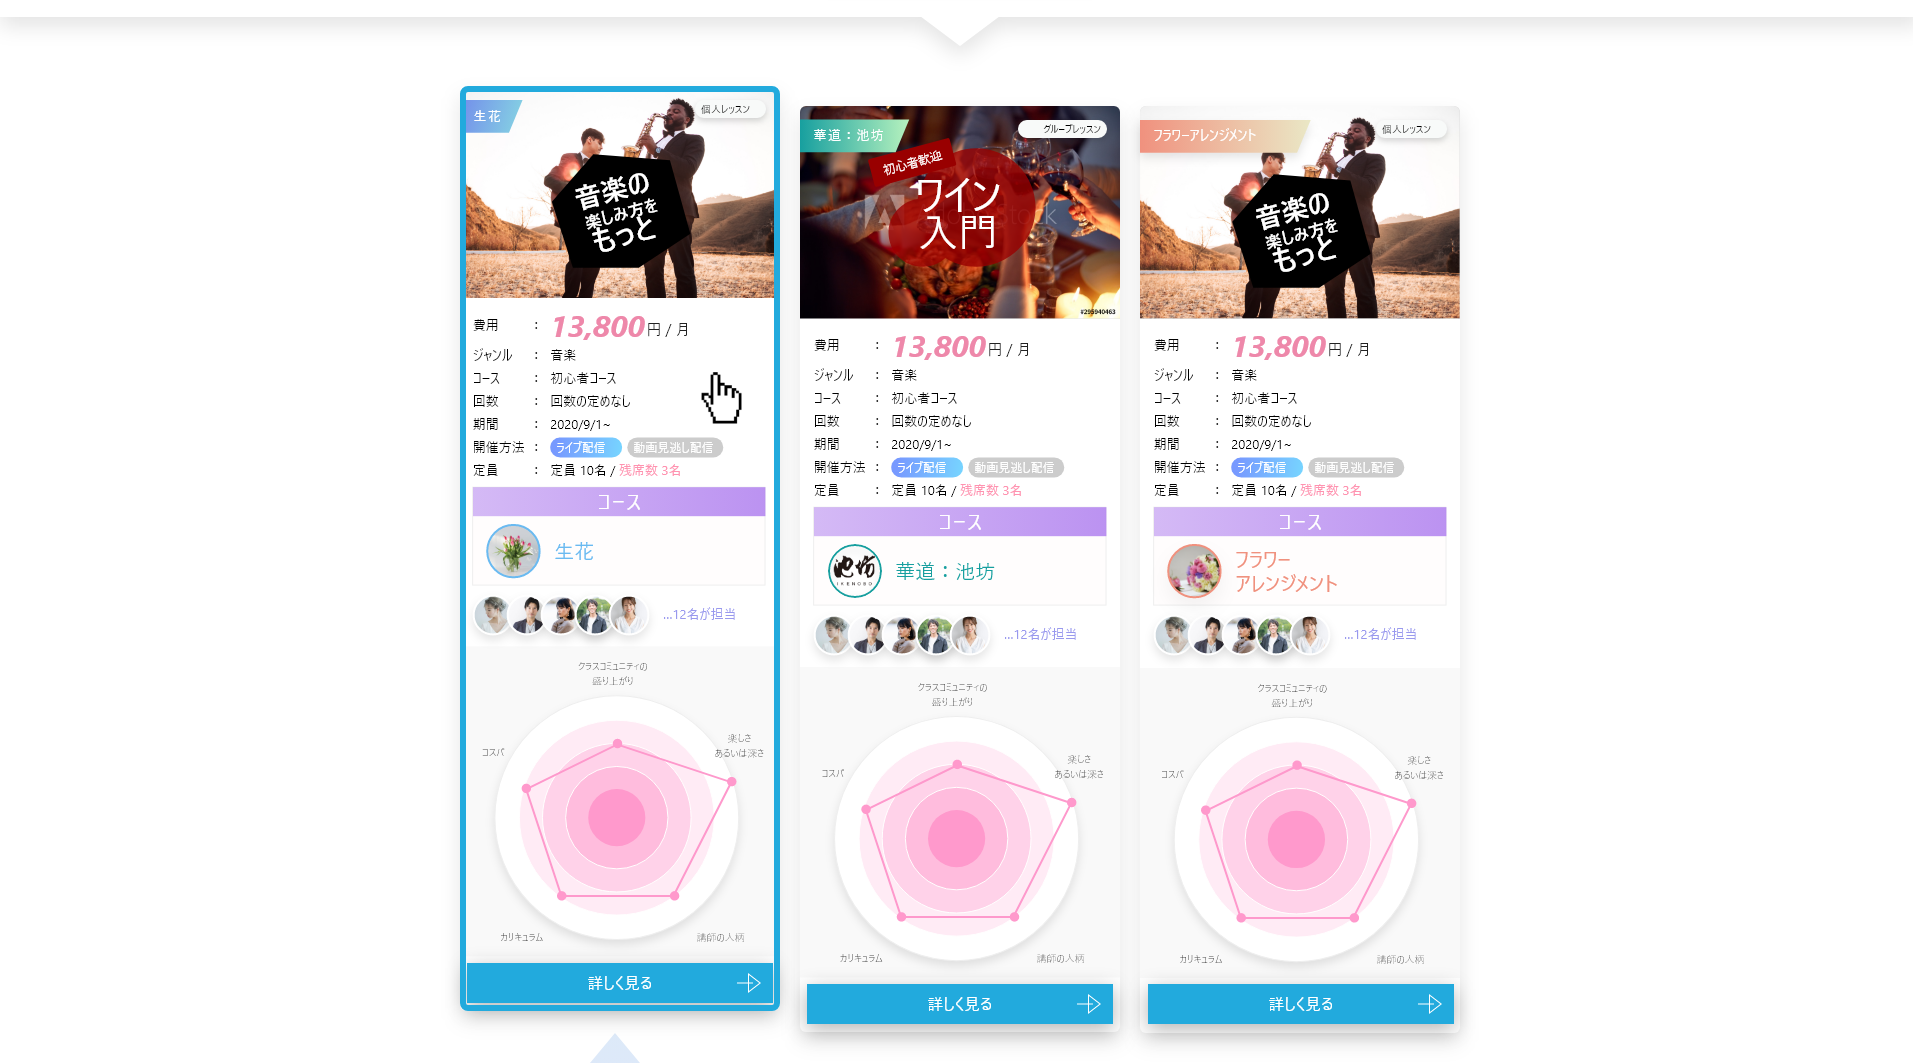 生花
個人レッスン
音楽の
楽しみ方を
もっと
費用 : 13,800円 / 月
ジャンル : 音楽
コース : 初心者コース
回数 : 回数の定めなし
期間 : 2020/9/1~
開催方法 : ライブ配信 動画見逃し配信
定員 : 定員 10名 / 残席数 3名
コース
生花
...12名が担当
クラスコミュニティの
盛り上がり
楽しさ
あるいは深さ
コスパ
カリキュラム
講師の人柄
詳しく見る
華道：池坊
グループレッスン
初心者歓迎
ワイン
入門
#295940463
費用 : 13,800円 / 月
ジャンル : 音楽
コース : 初心者コース
回数 : 回数の定めなし
期間 : 2020/9/1~
開催方法 : ライブ配信 動画見逃し配信
定員 : 定員 10名 / 残席数 3名
コース
池坊
IKENOBO
華道：池坊
...12名が担当
クラスコミュニティの
盛り上がり
楽しさ
あるいは深さ
コスパ
カリキュラム
講師の人柄
詳しく見る
フラワーアレンジメント
個人レッスン
音楽の
楽しみ方を
もっと
費用 : 13,800円 / 月
ジャンル : 音楽
コース : 初心者コース
回数 : 回数の定めなし
期間 : 2020/9/1~
開催方法 : ライブ配信 動画見逃し配信
定員 : 定員 10名 / 残席数 3名
コース
フラワー
アレンジメント
...12名が担当
クラスコミュニティの
盛り上がり
楽しさ
あるいは深さ
コスパ
カリキュラム
講師の人柄
詳しく見る